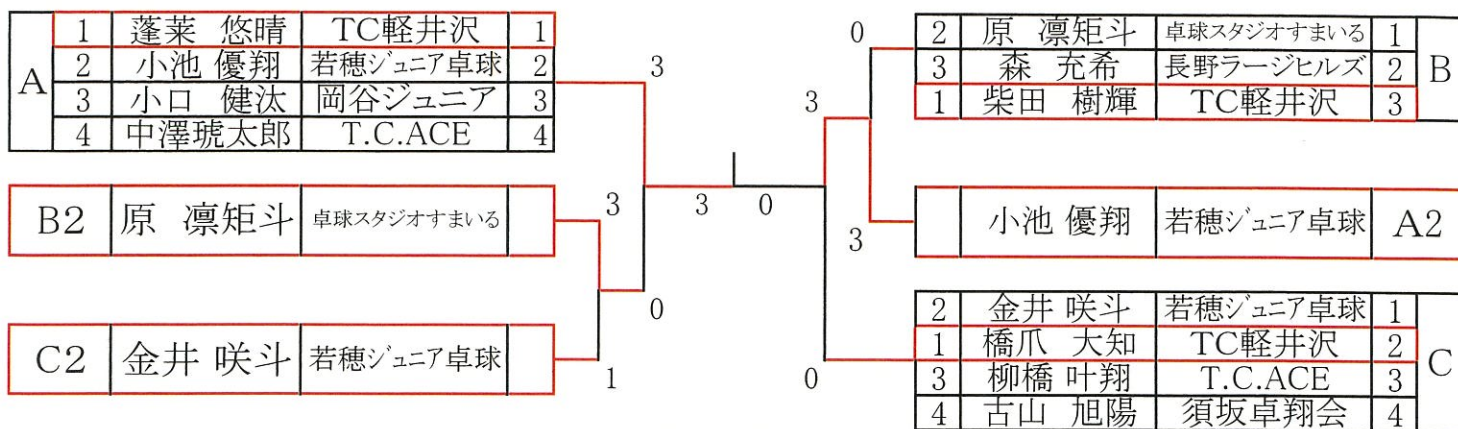 A
1 蓬莱 悠晴 TC軽井沢 1
2 小池 優翔 若穂ジュニア卓球 2
3 小口 健汰 岡谷ジュニア 3
4 中澤琥太郎 T.C.ACE 4
B2 原 凛矩斗 卓球スタジオすまいる
C2 金井 咲斗 若穂ジュニア卓球
3
3
0
1
3
0
0
3
3
0
2 原 凛矩斗 卓球スタジオすまいる 1
3 森 充希 長野ラージヒルズ 2
1 柴田 樹輝 TC軽井沢 3
B
小池 優翔 若穂ジュニア卓球 A2
2 金井 咲斗 若穂ジュニア卓球 1
1 橋爪 大知 TC軽井沢 2
3 柳橋 叶翔 T.C.ACE 3
4 古山 旭陽 須坂卓翔会 4
C